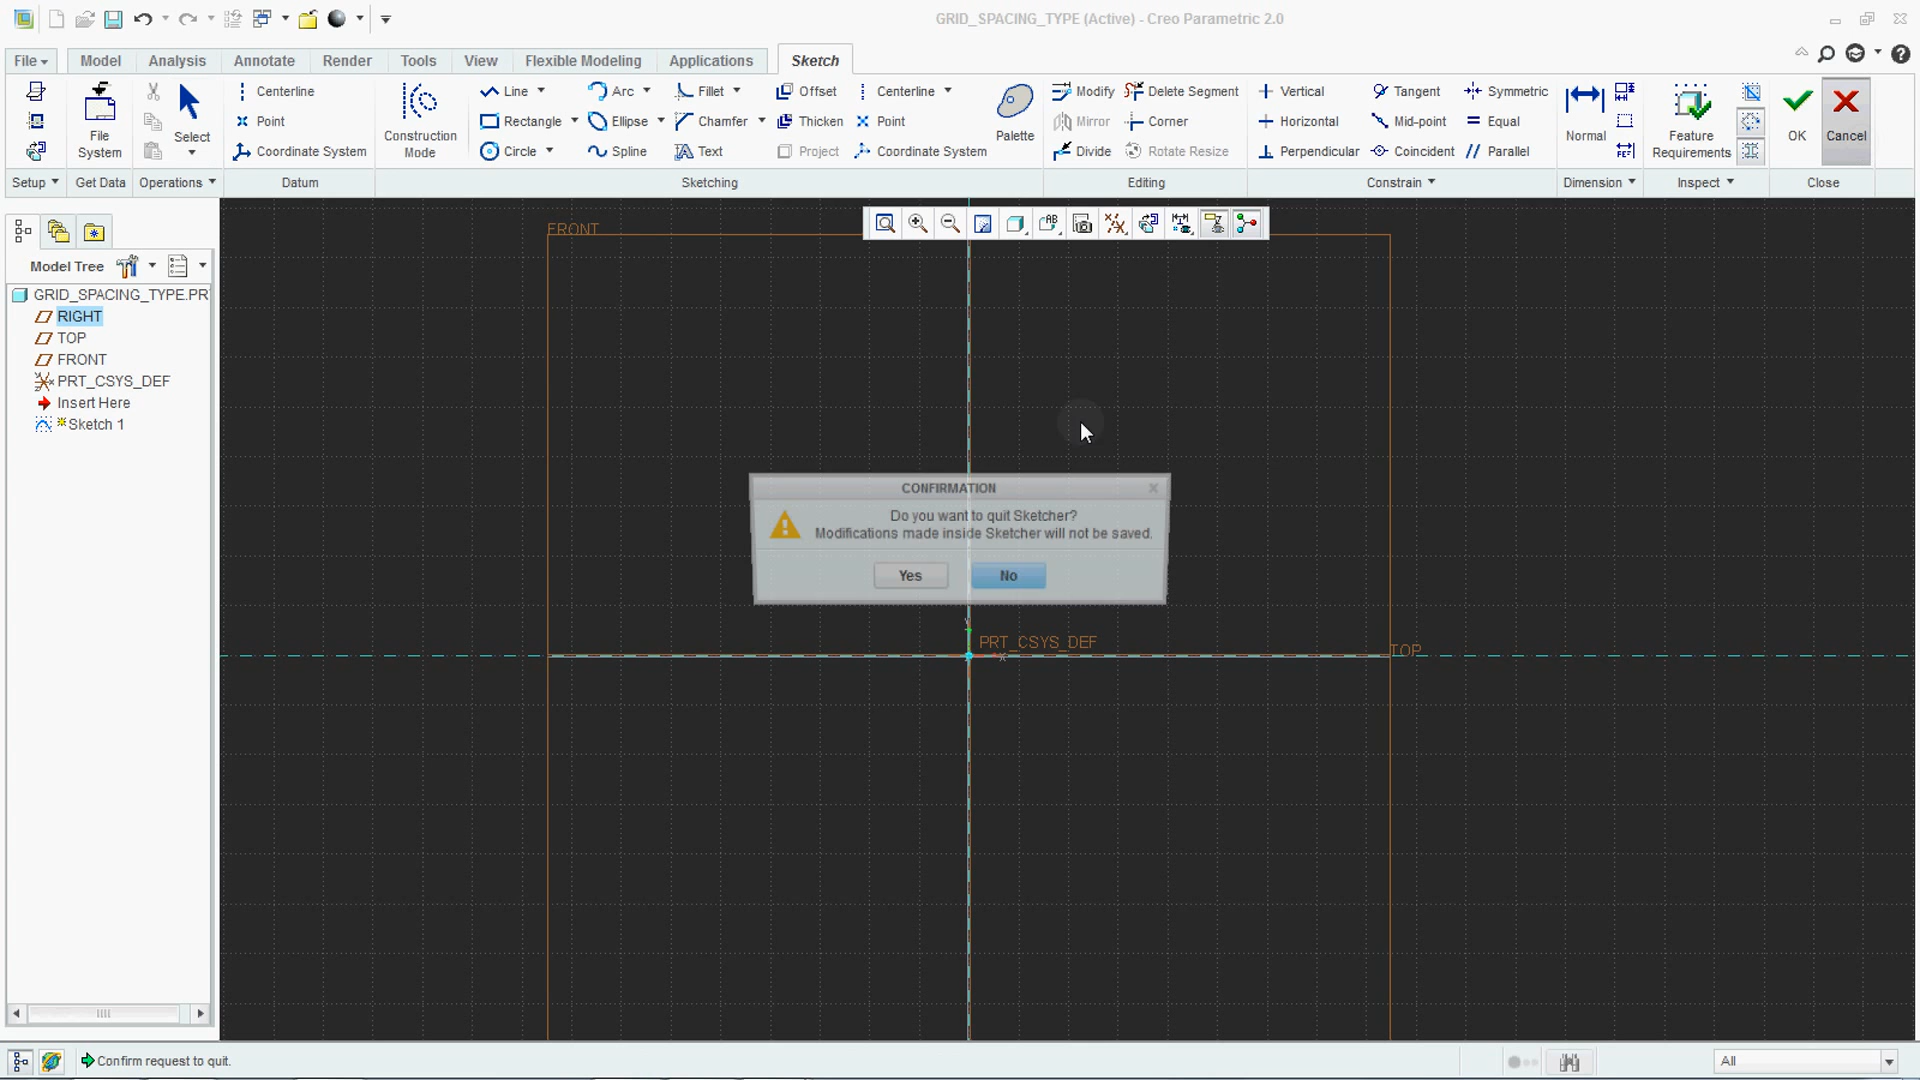 GRID_SPACING_TYPE (Active) - Creo Parametric 2.0
File Model Analysis Annotate Render Tools View Flexible Modeling Applications Sketch
Centerline Line Arc Fillet Offset Centerline Modify Delete Segment Vertical Tangent Symmetric
Point Rectangle Ellipse Chamfer Thicken Point Mirror Corner Horizontal Mid-point Equal
File System Select Construction Mode Palette Normal Feature Requirements OK Cancel
Coordinate System Circle Spline Text Project Coordinate System Divide Rotate Resize Perpendicular Coincident Parallel
Setup Get Data Operations Datum Sketching Editing Constrain Dimension Inspect Close
FRONT
Model Tree
GRID_SPACING_TYPE.PR
RIGHT
TOP
FRONT
PRT_CSYS_DEF
Insert Here
Sketch 1
CONFIRMATION
Do you want to quit Sketcher?
Modifications made inside Sketcher will not be saved.
Yes No
PRT_CSYS_DEF
X
TOP
Confirm request to quit.
All